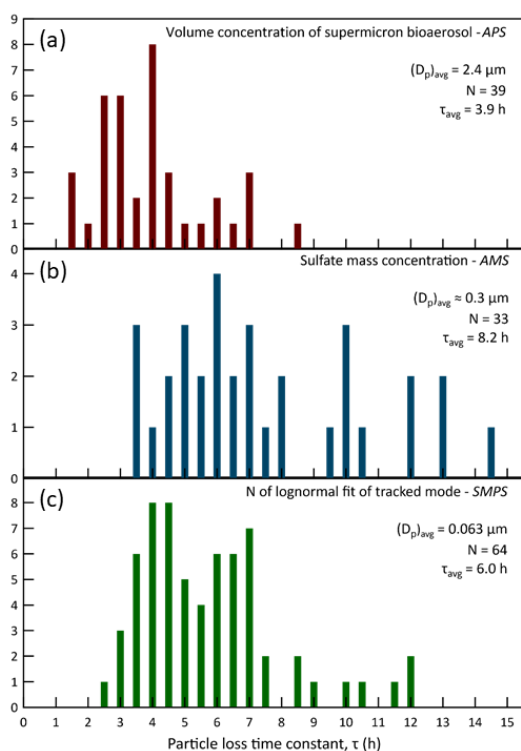 9
(a)
Volume concentration of supermicron bioaerosol - APS
8
7
(Dp)avg = 2.4 µm
6
N = 39
5
τavg = 3.9 h
4
3
2
1
0
(b)
Sulfate mass concentration - AMS
4
(Dp)avg ≈ 0.3 µm
N = 33
3
τavg = 8.2 h
2
1
0
(c)
N of lognormal fit of tracked mode - SMPS
8
(Dp)avg = 0.063 µm
7
N = 64
6
τavg = 6.0 h
5
4
3
2
1
0
0 1 2 3 4 5 6 7 8 9 10 11 12 13 14 15
Particle loss time constant, τ (h)